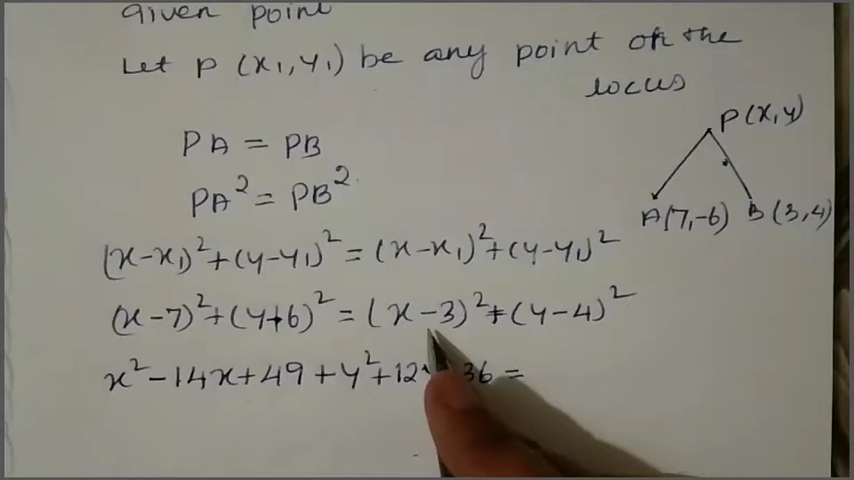 Given point
Let P (x₁, y₁) be any point on the
locus
PA = PB
PA² = PB²
P(x, y)
A(7,-6) B (3,4)
(x-x₁)²+(y-y₁)² = (x-x₁)²+(y-y₁)²
(x-7)²+(y+6)² = (x-3)²+(y-4)²
x²-14x+49+y²+12 36 =